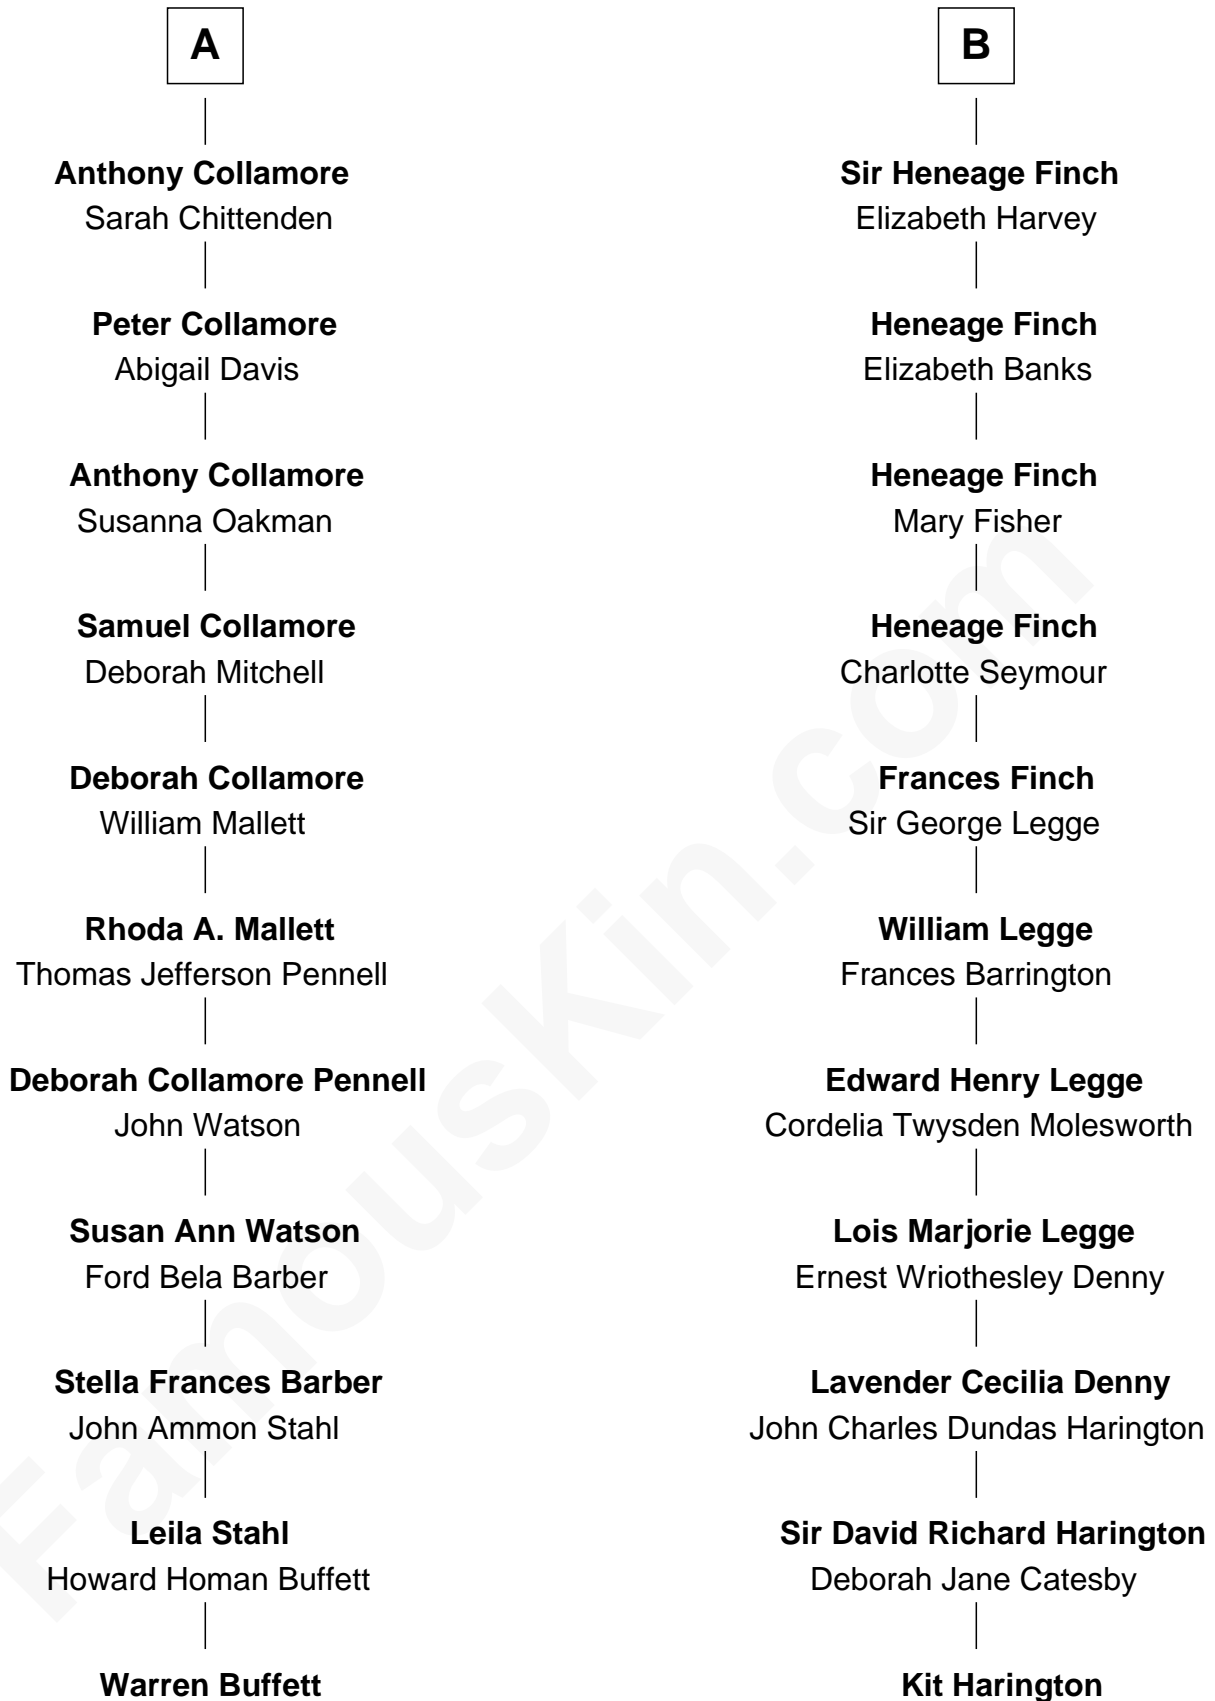 A
Anthony Collamore
Sarah Chittenden
Peter Collamore
Abigail Davis
Anthony Collamore
Susanna Oakman
Samuel Collamore
Deborah Mitchell
Deborah Collamore
William Mallett
Rhoda A. Mallett
Thomas Jefferson Pennell
Deborah Collamore Pennell
John Watson
Susan Ann Watson
Ford Bela Barber
Stella Frances Barber
John Ammon Stahl
Leila Stahl
Howard Homan Buffett
Warren Buffett
B
Sir Heneage Finch
Elizabeth Harvey
Heneage Finch
Elizabeth Banks
Heneage Finch
Mary Fisher
Heneage Finch
Charlotte Seymour
Frances Finch
Sir George Legge
William Legge
Frances Barrington
Edward Henry Legge
Cordelia Twysden Molesworth
Lois Marjorie Legge
Ernest Wriothesley Denny
Lavender Cecilia Denny
John Charles Dundas Harington
Sir David Richard Harington
Deborah Jane Catesby
Kit Harington
FamousKin.com